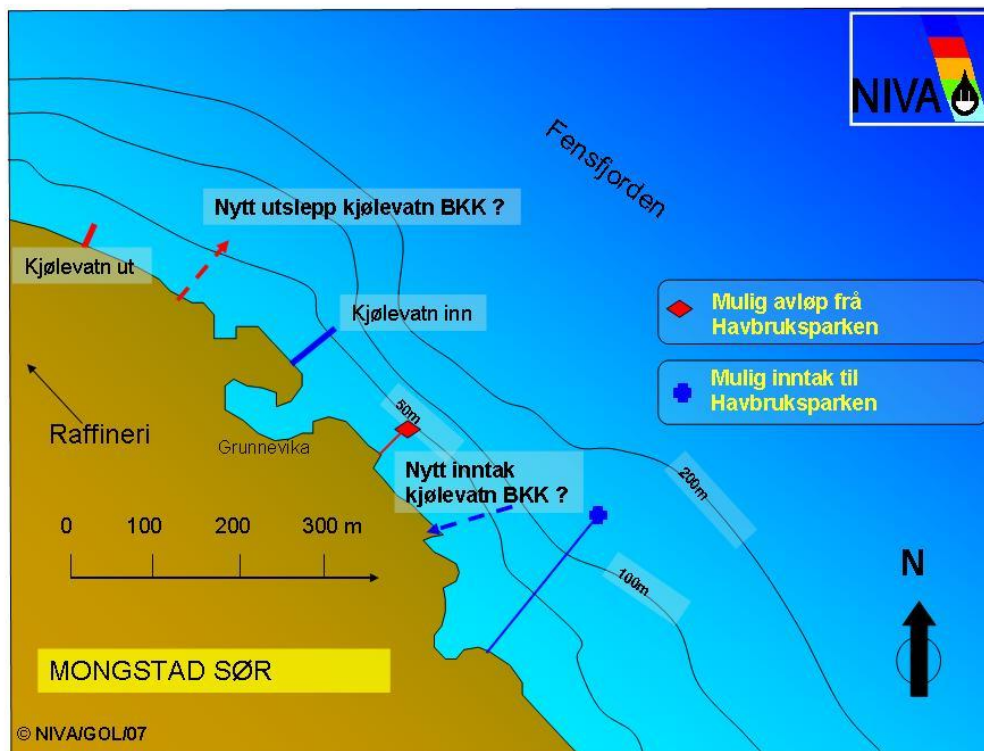 NIVA
Fensfjorden
Nytt utslepp kjølevatn BKK ?
Kjølevatn ut
Kjølevatn inn
Mulig avløp frå
Havbruksparken
Mulig inntak til
Havbruksparken
Raffineri
Grunnevika
50m
Nytt inntak
kjølevatn BKK ?
200m
100m
0 100 200 300 m
N
MONGSTAD SØR
© NIVA/GOL/07